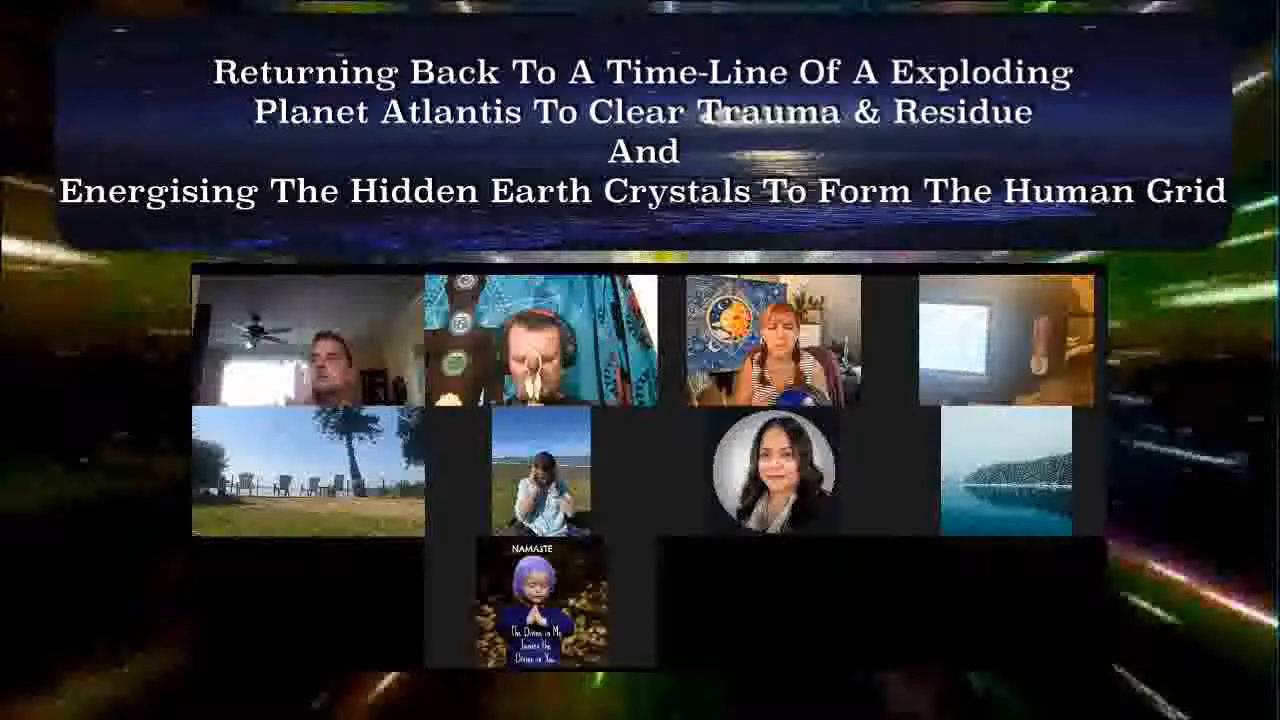 Returning Back To A Time-Line Of A Exploding
Planet Atlantis To Clear Trauma & Residue
And
Energising The Hidden Earth Crystals To Form The Human Grid
NAMASTE
The Divine in Me
the
Divine in You